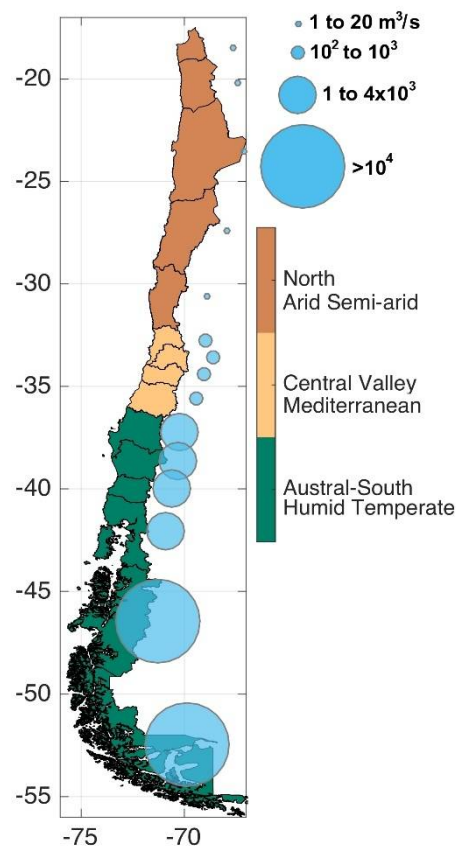 1 to 20 m³/s
10² to 10³
1 to 4x10³
>10⁴
North
Arid Semi-arid
Central Valley
Mediterranean
Austral-South
Humid Temperate
-20
-25
-30
-35
-40
-45
-50
-55
-75
-70